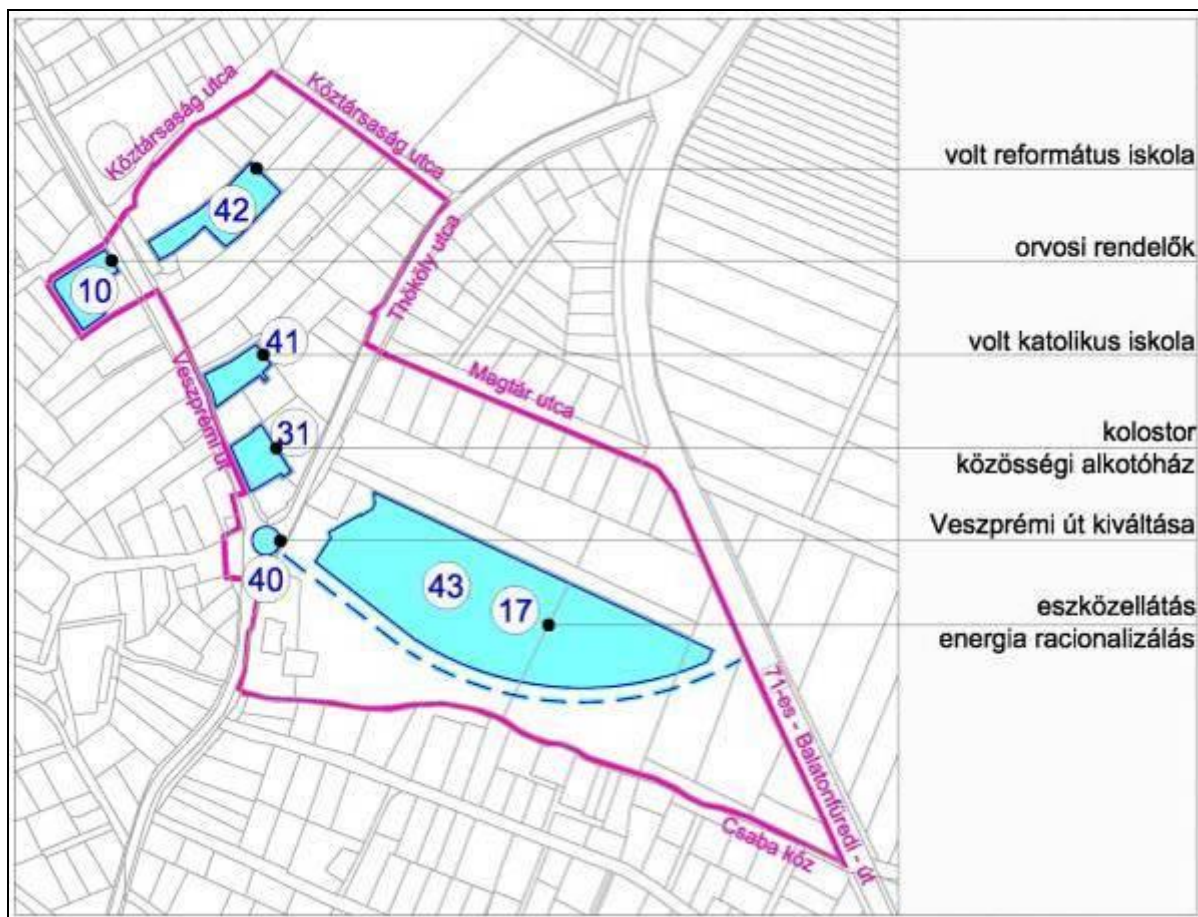 Köztársaság utca
Köztársaság utca
volt református iskola
42
orvosi rendelők
10
Thököly utca
41
volt katolikus iskola
Magtár utca
Veszprémi út
31
kolostor
közösségi alkotóház
Veszprémi út kiváltása
40
43
17
eszközellátás
energia racionalizálás
71-es - Balatonfüredi - út
Csaba köz